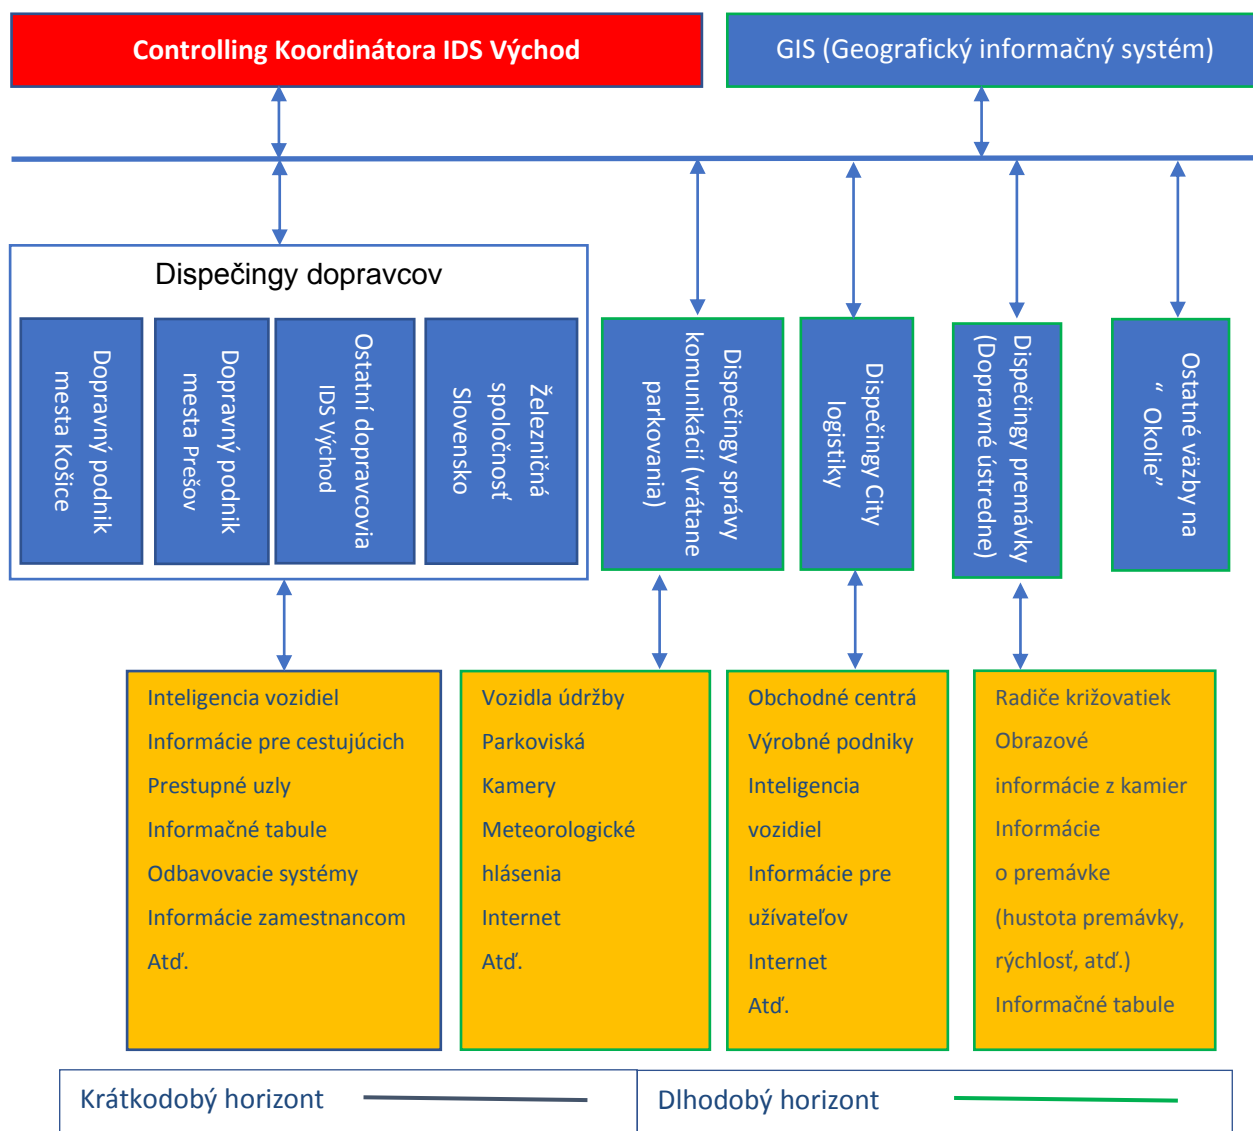 Controlling Koordinátora IDS Východ
GIS (Geografický informačný systém)
Dispečingy dopravcov
Dopravný podnik
mesta Košice
Dopravný podnik
mesta Prešov
Ostatní dopravcovia
IDS Východ
Železničná
spoločnosť
Slovensko
Dispečingy správy
komunikácií (vrátane
parkovania)
Dispečingy City
logistiky
Dispečingy premávky
(Dopravné ústredne)
Ostatné väzby na
“ Okolie”
Inteligencia vozidiel
Informácie pre cestujúcich
Prestupné uzly
Informačné tabule
Odbavovacie systémy
Informácie zamestnancom
Atď.
Vozidla údržby
Parkoviská
Kamery
Meteorologické
hlásenia
Internet
Atď.
Obchodné centrá
Výrobné podniky
Inteligencia
vozidiel
Informácie pre
užívateľov
Internet
Atď.
Radiče križovatiek
Obrazové
informácie z kamier
Informácie
o premávke
(hustota premávky,
rýchlosť, atď.)
Informačné tabule
Krátkodobý horizont
Dlhodobý horizont